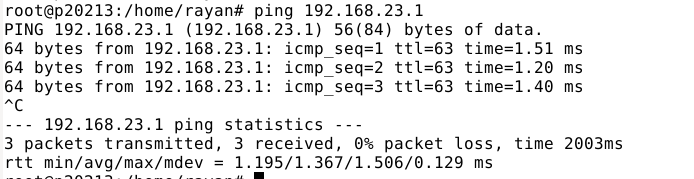 root@p20213:/home/rayan# ping 192.168.23.1
PING 192.168.23.1 (192.168.23.1) 56(84) bytes of data.
64 bytes from 192.168.23.1: icmp_seq=1 ttl=63 time=1.51 ms
64 bytes from 192.168.23.1: icmp_seq=2 ttl=63 time=1.20 ms
64 bytes from 192.168.23.1: icmp_seq=3 ttl=63 time=1.40 ms
^C
--- 192.168.23.1 ping statistics ---
3 packets transmitted, 3 received, 0% packet loss, time 2003ms
rtt min/avg/max/mdev = 1.195/1.367/1.506/0.129 ms
root@p20213:/home/rayan#